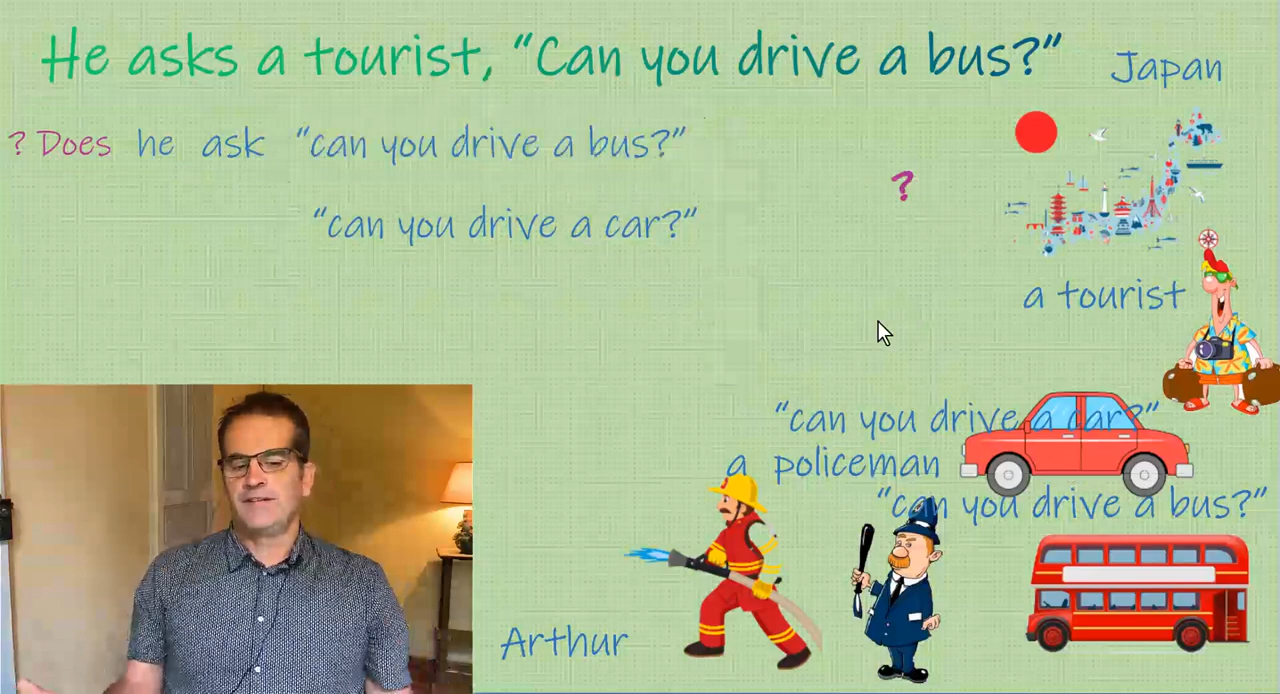 He asks a tourist, “Can you drive a bus?”
Japan
? Does he ask “can you drive a bus?”
?
“can you drive a car?”
a tourist
“can you drive a car?”
a policeman
“can you drive a bus?”
Arthur